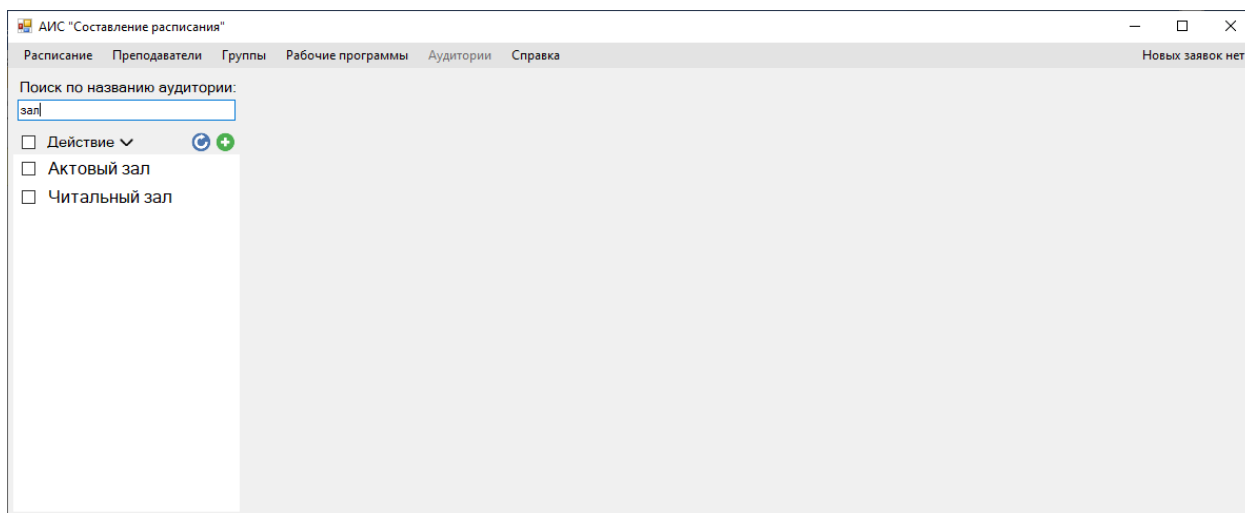 АИС "Составление расписания"
Расписание Преподаватели Группы Рабочие программы Аудитории Справка Новых заявок нет
Поиск по названию аудитории:
зал
Действие
Актовый зал
Читальный зал